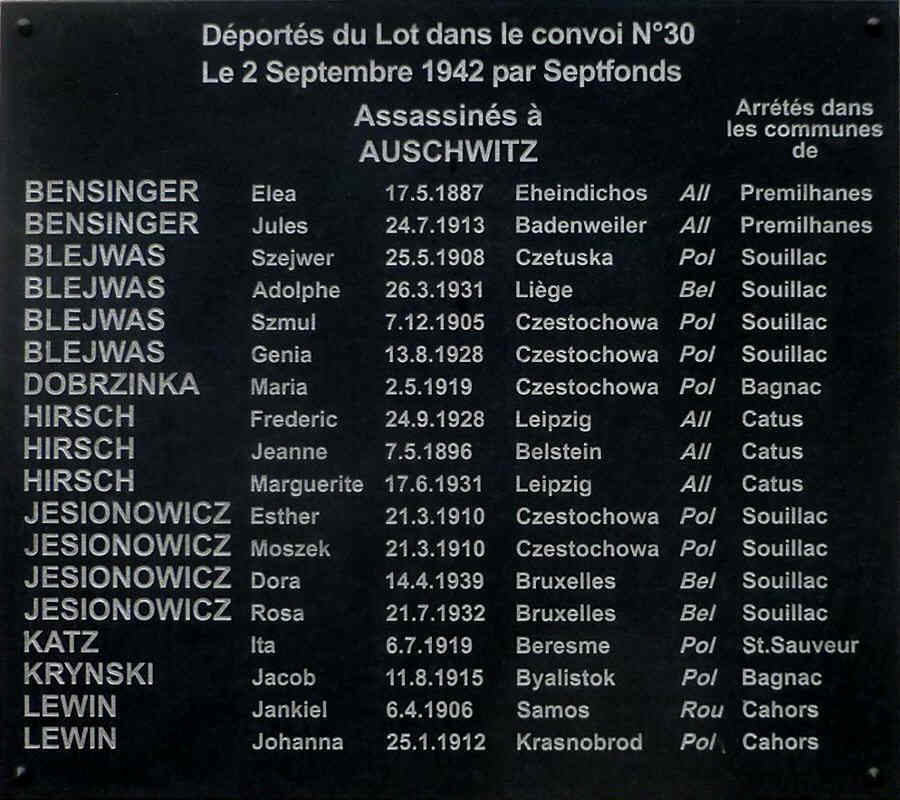 Déportés du Lot dans le convoi N°30
Le 2 Septembre 1942 par Septfonds
Assassinés à
AUSCHWITZ
Arrétés dans
les communes
de
BENSINGER Elea 17.5.1887 Eheindichos All Premilhanes
BENSINGER Jules 24.7.1913 Badenweiler All Premilhanes
BLEJWAS Szejwer 25.5.1908 Czetuska Pol Souillac
BLEJWAS Adolphe 26.3.1931 Liège Bel Souillac
BLEJWAS Szmul 7.12.1905 Czestochowa Pol Souillac
BLEJWAS Genia 13.8.1928 Czestochowa Pol Souillac
DOBRZINKA Maria 2.5.1919 Czestochowa Pol Bagnac
HIRSCH Frederic 24.9.1928 Leipzig All Catus
HIRSCH Jeanne 7.5.1896 Belstein All Catus
HIRSCH Marguerite 17.6.1931 Leipzig All Catus
JESIONOWICZ Esther 21.3.1910 Czestochowa Pol Souillac
JESIONOWICZ Moszek 21.3.1910 Czestochowa Pol Souillac
JESIONOWICZ Dora 14.4.1939 Bruxelles Bel Souillac
JESIONOWICZ Rosa 21.7.1932 Bruxelles Bel Souillac
KATZ Ita 6.7.1919 Beresme Pol St.Sauveur
KRYNSKI Jacob 11.8.1915 Byalistok Pol Bagnac
LEWIN Jankiel 6.4.1906 Samos Rou Cahors
LEWIN Johanna 25.1.1912 Krasnobrod Pol Cahors